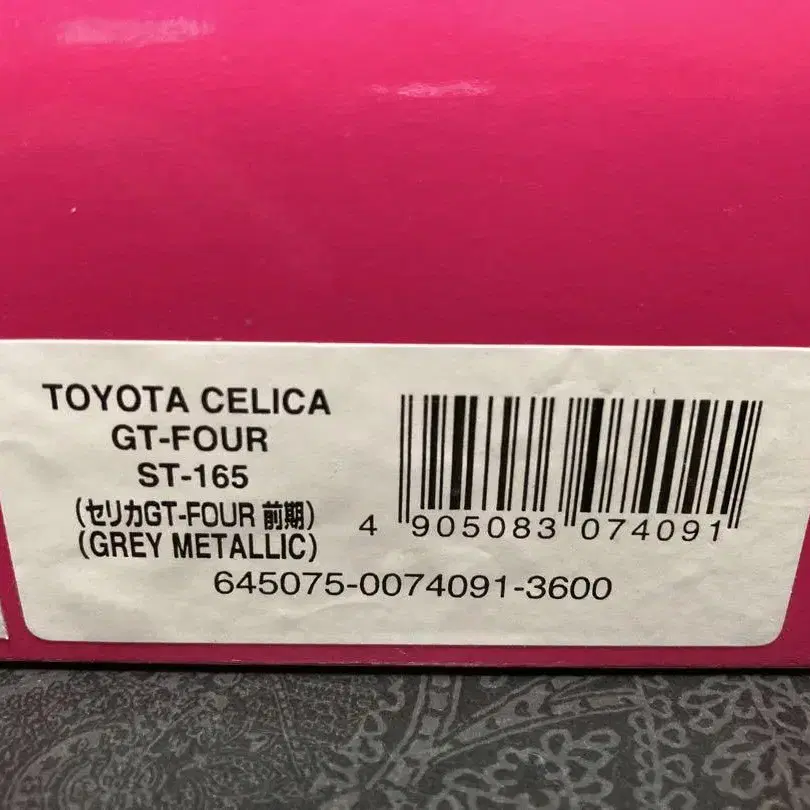 TOYOTA CELICA
GT-FOUR
ST-165
(セリカGT-FOUR 前期)
(GREY METALLIC)
4 905083 074091
645075-0074091-3600